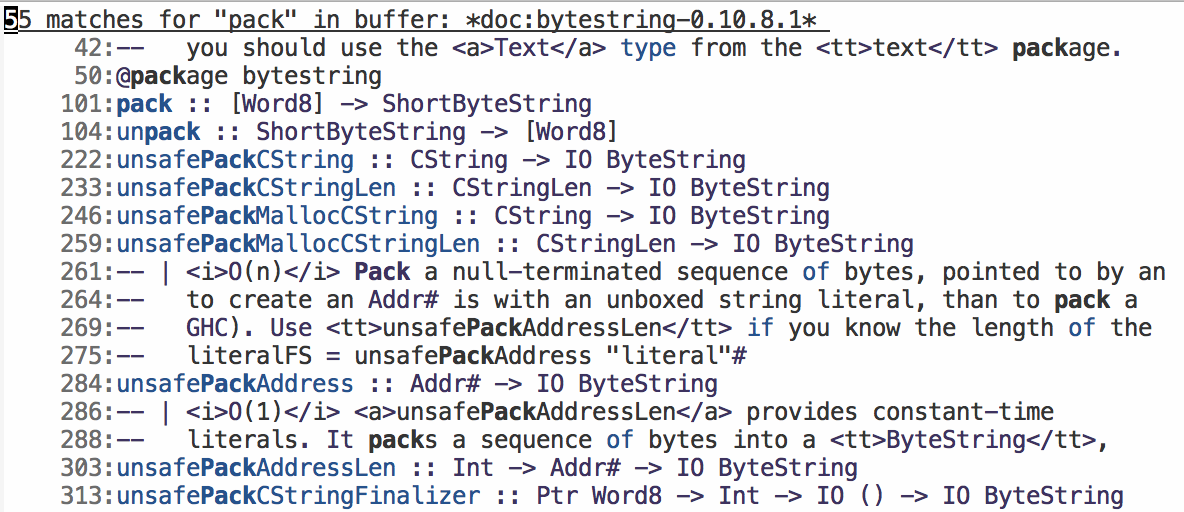 55 matches for "pack" in buffer: *doc:bytestring-0.10.8.1*
42:--   you should use the <a>Text</a> type from the <tt>text</tt> package.
50:@package bytestring
101:pack :: [Word8] -> ShortByteString
104:unpack :: ShortByteString -> [Word8]
222:unsafePackCString :: CString -> IO ByteString
233:unsafePackCStringLen :: CStringLen -> IO ByteString
246:unsafePackMallocCString :: CString -> IO ByteString
259:unsafePackMallocCStringLen :: CStringLen -> IO ByteString
261:-- | <i>O(n)</i> Pack a null-terminated sequence of bytes, pointed to by an
264:--   to create an Addr# is with an unboxed string literal, than to pack a
269:--   GHC). Use <tt>unsafePackAddressLen</tt> if you know the length of the
275:--   literalFS = unsafePackAddress "literal"#
284:unsafePackAddress :: Addr# -> IO ByteString
286:-- | <i>O(1)</i> <a>unsafePackAddressLen</a> provides constant-time
288:--   literals. It packs a sequence of bytes into a <tt>ByteString</tt>,
303:unsafePackAddressLen :: Int -> Addr# -> IO ByteString
313:unsafePackCStringFinalizer :: Ptr Word8 -> Int -> IO () -> IO ByteString